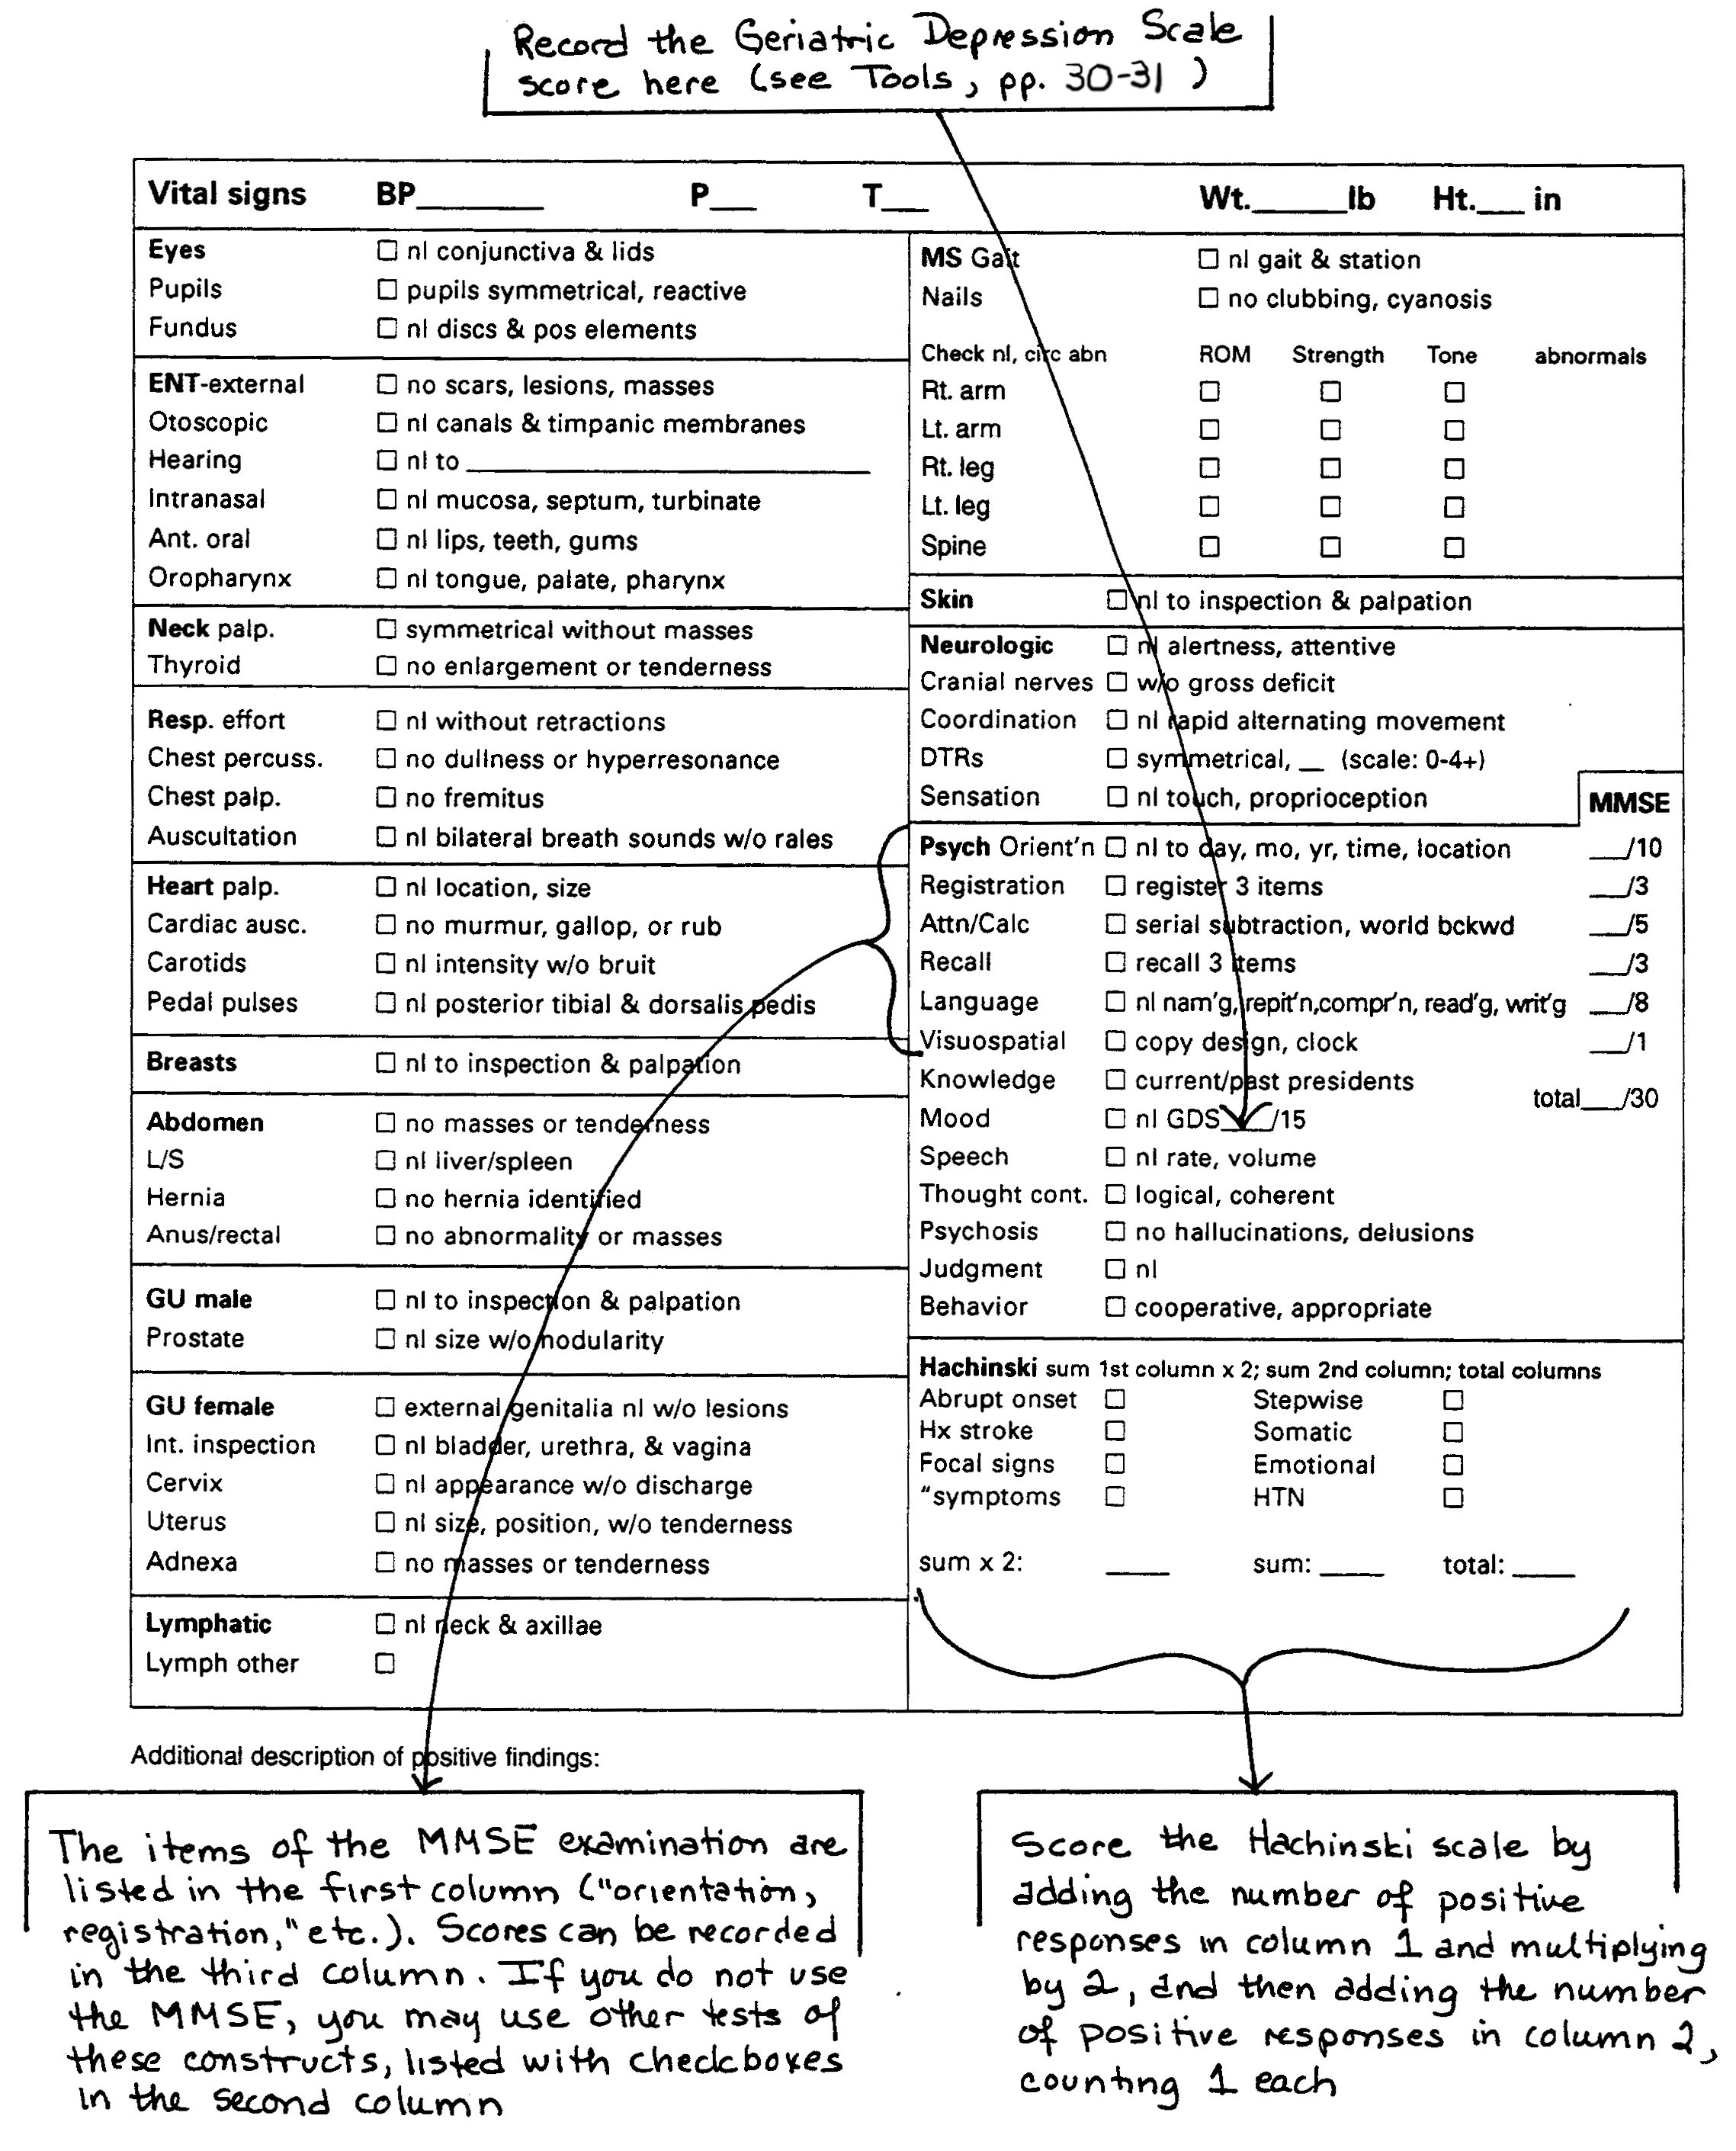 Record the Geriatric Depression Scale
score here (see Tools, pp. 30-31)
Vital signs BP_______ P___ T___ Wt._____lb Ht.___ in
Eyes ☐ nl conjunctiva & lids
Pupils ☐ pupils symmetrical, reactive
Fundus ☐ nl discs & pos elements
ENT-external ☐ no scars, lesions, masses
Otoscopic ☐ nl canals & timpanic membranes
Hearing ☐ nl to ______________________
Intranasal ☐ nl mucosa, septum, turbinate
Ant. oral ☐ nl lips, teeth, gums
Oropharynx ☐ nl tongue, palate, pharynx
Neck palp. ☐ symmetrical without masses
Thyroid ☐ no enlargement or tenderness
Resp. effort ☐ nl without retractions
Chest percuss. ☐ no dullness or hyperresonance
Chest palp. ☐ no fremitus
Auscultation ☐ nl bilateral breath sounds w/o rales
Heart palp. ☐ nl location, size
Cardiac ausc. ☐ no murmur, gallop, or rub
Carotids ☐ nl intensity w/o bruit
Pedal pulses ☐ nl posterior tibial & dorsalis pedis
Breasts ☐ nl to inspection & palpation
Abdomen ☐ no masses or tenderness
L/S ☐ nl liver/spleen
Hernia ☐ no hernia identified
Anus/rectal ☐ no abnormality or masses
GU male ☐ nl to inspection & palpation
Prostate ☐ nl size w/o nodularity
GU female ☐ external genitalia nl w/o lesions
Int. inspection ☐ nl bladder, urethra, & vagina
Cervix ☐ nl appearance w/o discharge
Uterus ☐ nl size, position, w/o tenderness
Adnexa ☐ no masses or tenderness
Lymphatic ☐ nl neck & axillae
Lymph other ☐
MS Gait ☐ nl gait & station
Nails ☐ no clubbing, cyanosis
Check nl, circ abn ROM Strength Tone abnormals
Rt. arm ☐ ☐ ☐
Lt. arm ☐ ☐ ☐
Rt. leg ☐ ☐ ☐
Lt. leg ☐ ☐ ☐
Spine ☐ ☐ ☐
Skin ☐ nl to inspection & palpation
Neurologic ☐ nl alertness, attentive
Cranial nerves ☐ w/o gross deficit
Coordination ☐ nl rapid alternating movement
DTRs ☐ symmetrical, __ (scale: 0-4+)
Sensation ☐ nl touch, proprioception
MMSE
Psych Orient'n ☐ nl to day, mo, yr, time, location ___/10
Registration ☐ register 3 items ___/3
Attn/Calc ☐ serial subtraction, world bckwd ___/5
Recall ☐ recall 3 items ___/3
Language ☐ nl nam'g, repit'n,compr'n, read'g, writ'g ___/8
Visuospatial ☐ copy design, clock ___/1
Knowledge ☐ current/past presidents
total___/30
Mood ☐ nl GDS____/15
Speech ☐ nl rate, volume
Thought cont. ☐ logical, coherent
Psychosis ☐ no hallucinations, delusions
Judgment ☐ nl
Behavior ☐ cooperative, appropriate
Hachinski sum 1st column x 2; sum 2nd column; total columns
Abrupt onset ☐ Stepwise ☐
Hx stroke ☐ Somatic ☐
Focal signs ☐ Emotional ☐
"symptoms ☐ HTN ☐
sum x 2: ____ sum: ____ total: ____
Additional description of positive findings:
The items of the MMSE examination are
listed in the first column ("orientation,
registration," etc.). Scores can be recorded
in the third column. If you do not use
the MMSE, you may use other tests of
these constructs, listed with checkboxes
in the second column
Score the Hachinski scale by
adding the number of positive
responses in column 1 and multiplying
by 2, and then adding the number
of positive responses in column 2,
counting 1 each